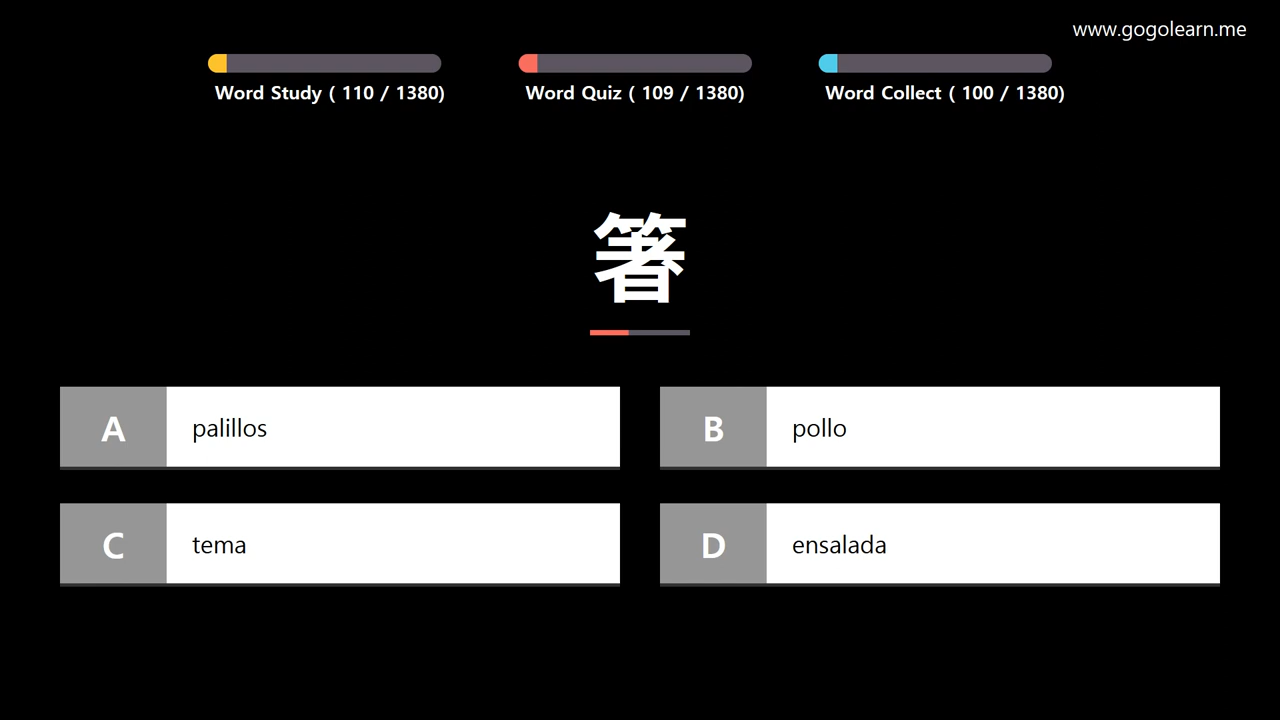 www.gogolearn.me
Word Study ( 110 / 1380)
Word Quiz ( 109 / 1380)
Word Collect ( 100 / 1380)
箸
A palillos
B pollo
C tema
D ensalada